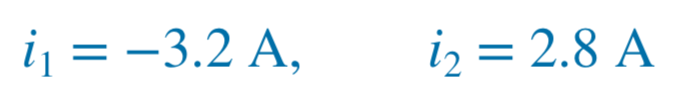 i₁ = −3.2 A, i₂ = 2.8 A